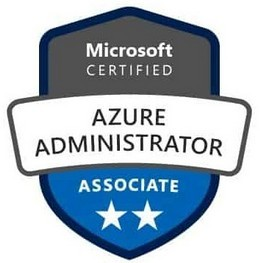 Microsoft
CERTIFIED
AZURE
ADMINISTRATOR
ASSOCIATE